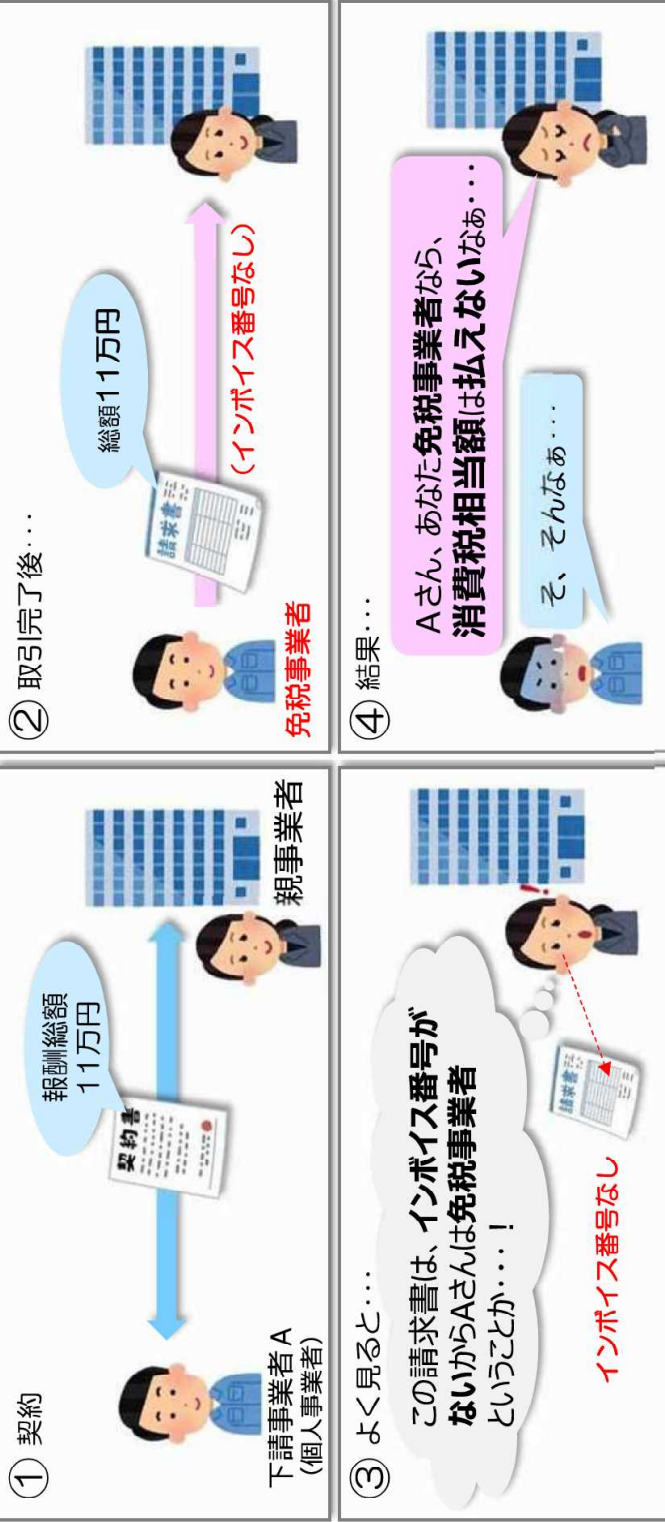 ① 契約
報酬総額
11万円
契約書
下請事業者A
(個人事業者)
親事業者
② 取引完了後・・・
総額11万円
請求書
(インボイス番号なし)
免税事業者
③ よく見ると・・・
この請求書は、インボイス番号が
ないからAさんは免税事業者
ということか・・・！
請求書
インボイス番号なし
④ 結果・・・
Aさん、あなた免税事業者なら、
消費税相当額は払えないなぁ・・・
そ、そんなぁ・・・